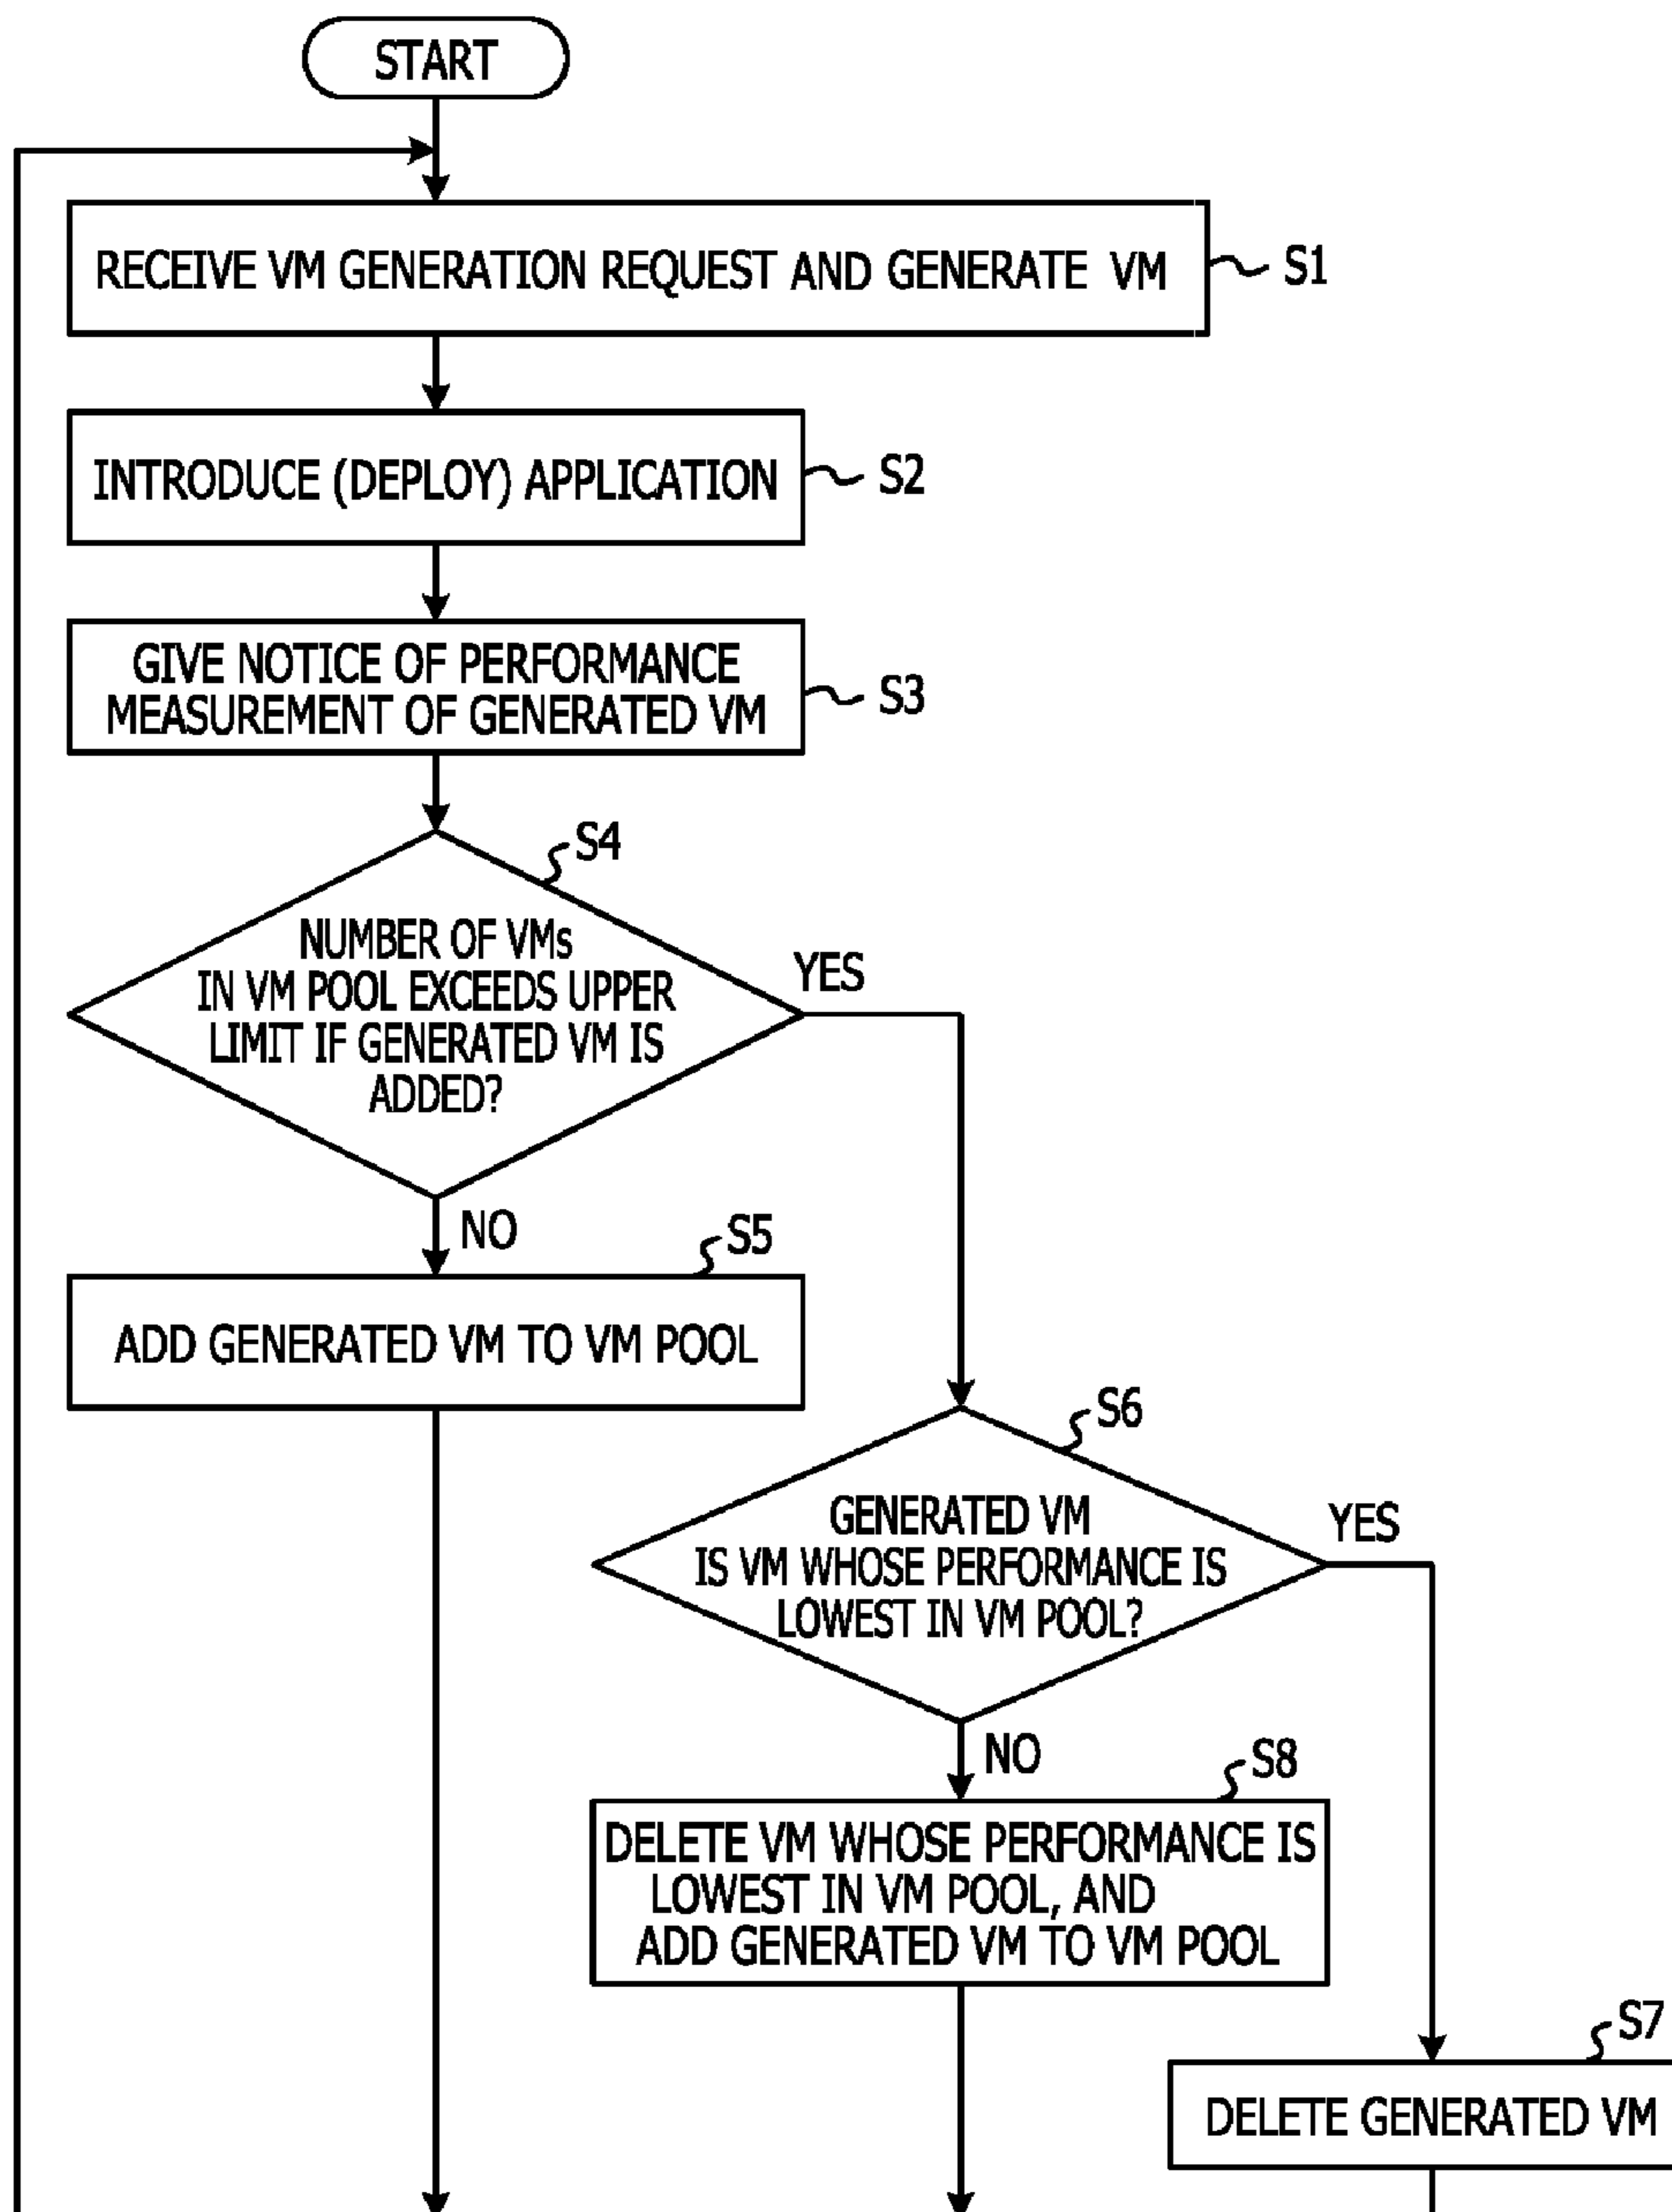 START
RECEIVE VM GENERATION REQUEST AND GENERATE VM
S1
INTRODUCE (DEPLOY) APPLICATION
S2
GIVE NOTICE OF PERFORMANCE
MEASUREMENT OF GENERATED VM
S3
S4
NUMBER OF VMs
IN VM POOL EXCEEDS UPPER
LIMIT IF GENERATED VM IS
ADDED?
YES
NO
S5
ADD GENERATED VM TO VM POOL
S6
GENERATED VM
IS VM WHOSE PERFORMANCE IS
LOWEST IN VM POOL?
YES
NO
S8
DELETE VM WHOSE PERFORMANCE IS
LOWEST IN VM POOL, AND
ADD GENERATED VM TO VM POOL
S7
DELETE GENERATED VM